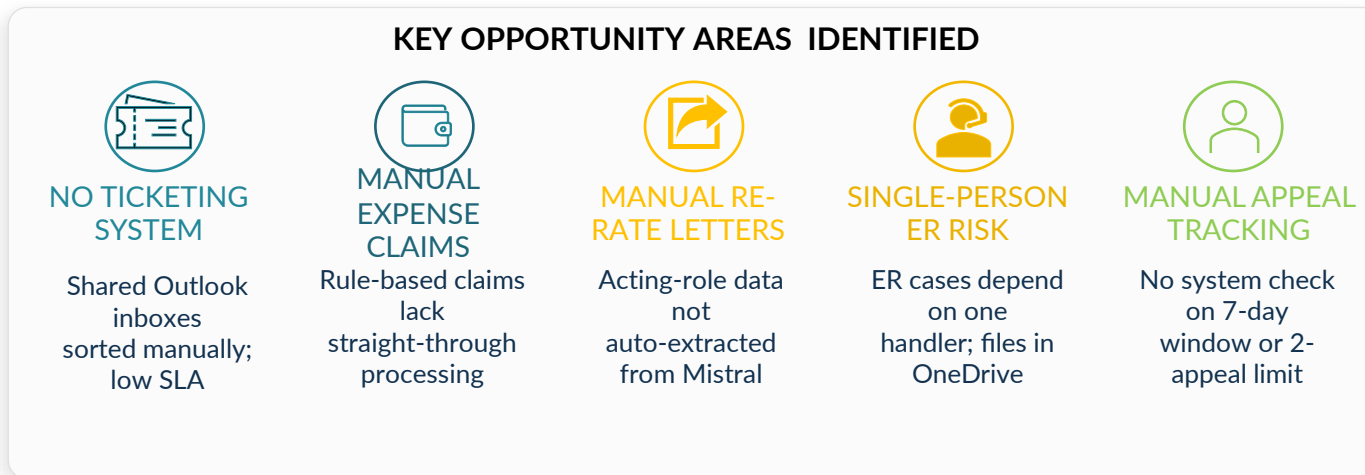 KEY OPPORTUNITY AREAS IDENTIFIED
NO TICKETING
SYSTEM
Shared Outlook
inboxes
sorted manually;
low SLA
MANUAL
EXPENSE
CLAIMS
Rule-based claims
lack
straight-through
processing
MANUAL RE-
RATE LETTERS
Acting-role data
not
auto-extracted
from Mistral
SINGLE-PERSON
ER RISK
ER cases depend
on one
handler; files in
OneDrive
MANUAL APPEAL
TRACKING
No system check
on 7-day
window or 2-
appeal limit